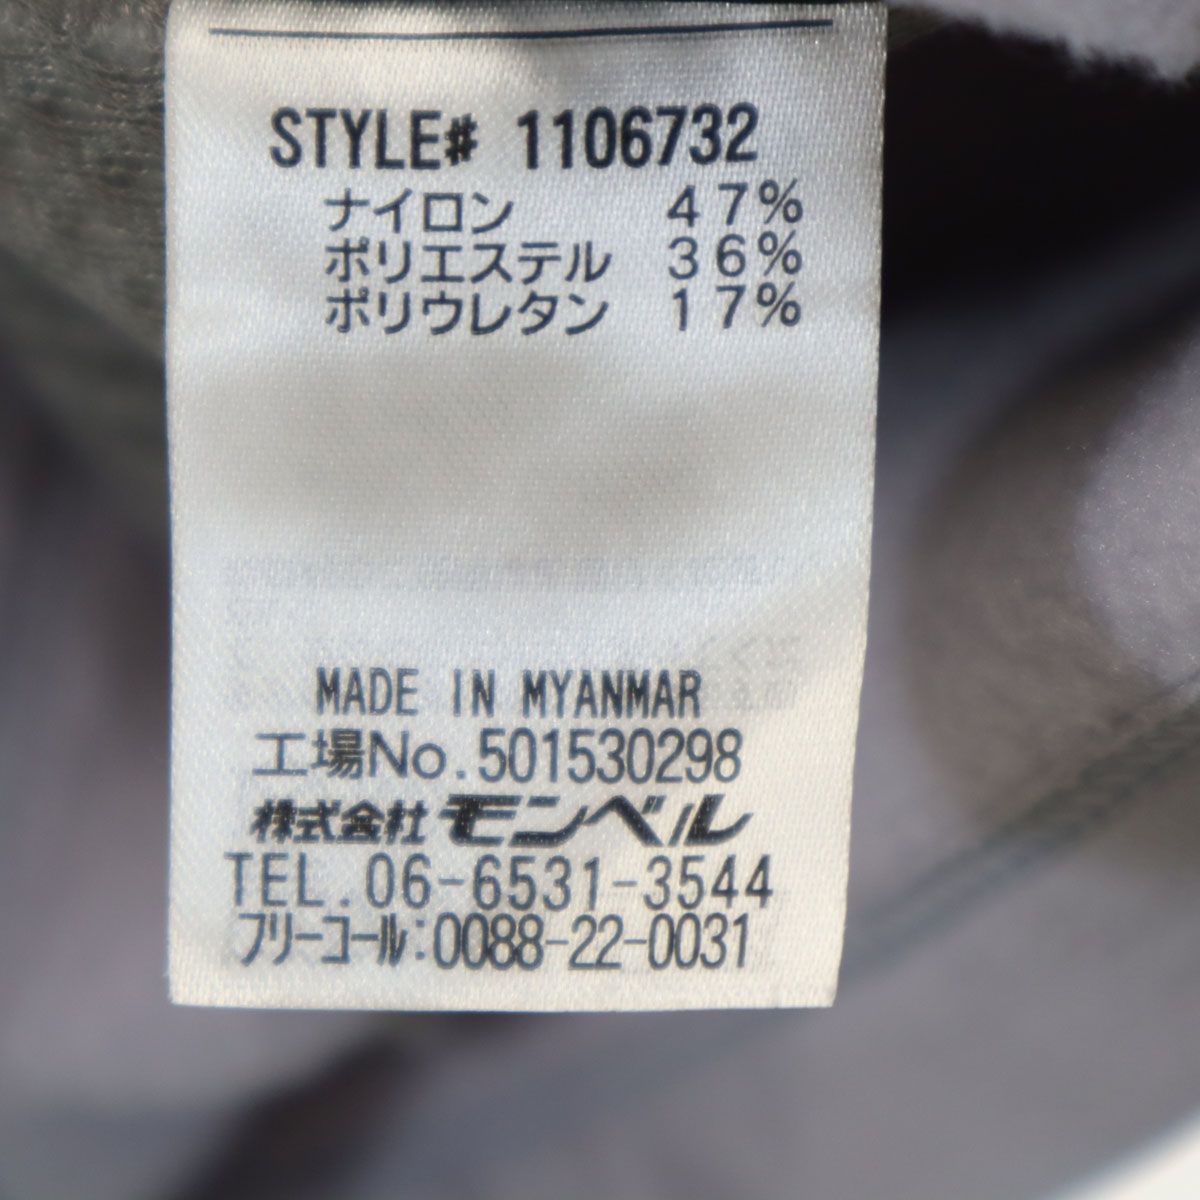 STYLE# 1106732
ナイロン 47%
ポリエステル 36%
ポリウレタン 17%
MADE IN MYANMAR
工場No.501530298
株式会社モンベル
TEL.06-6531-3544
フリーコール:0088-22-0031